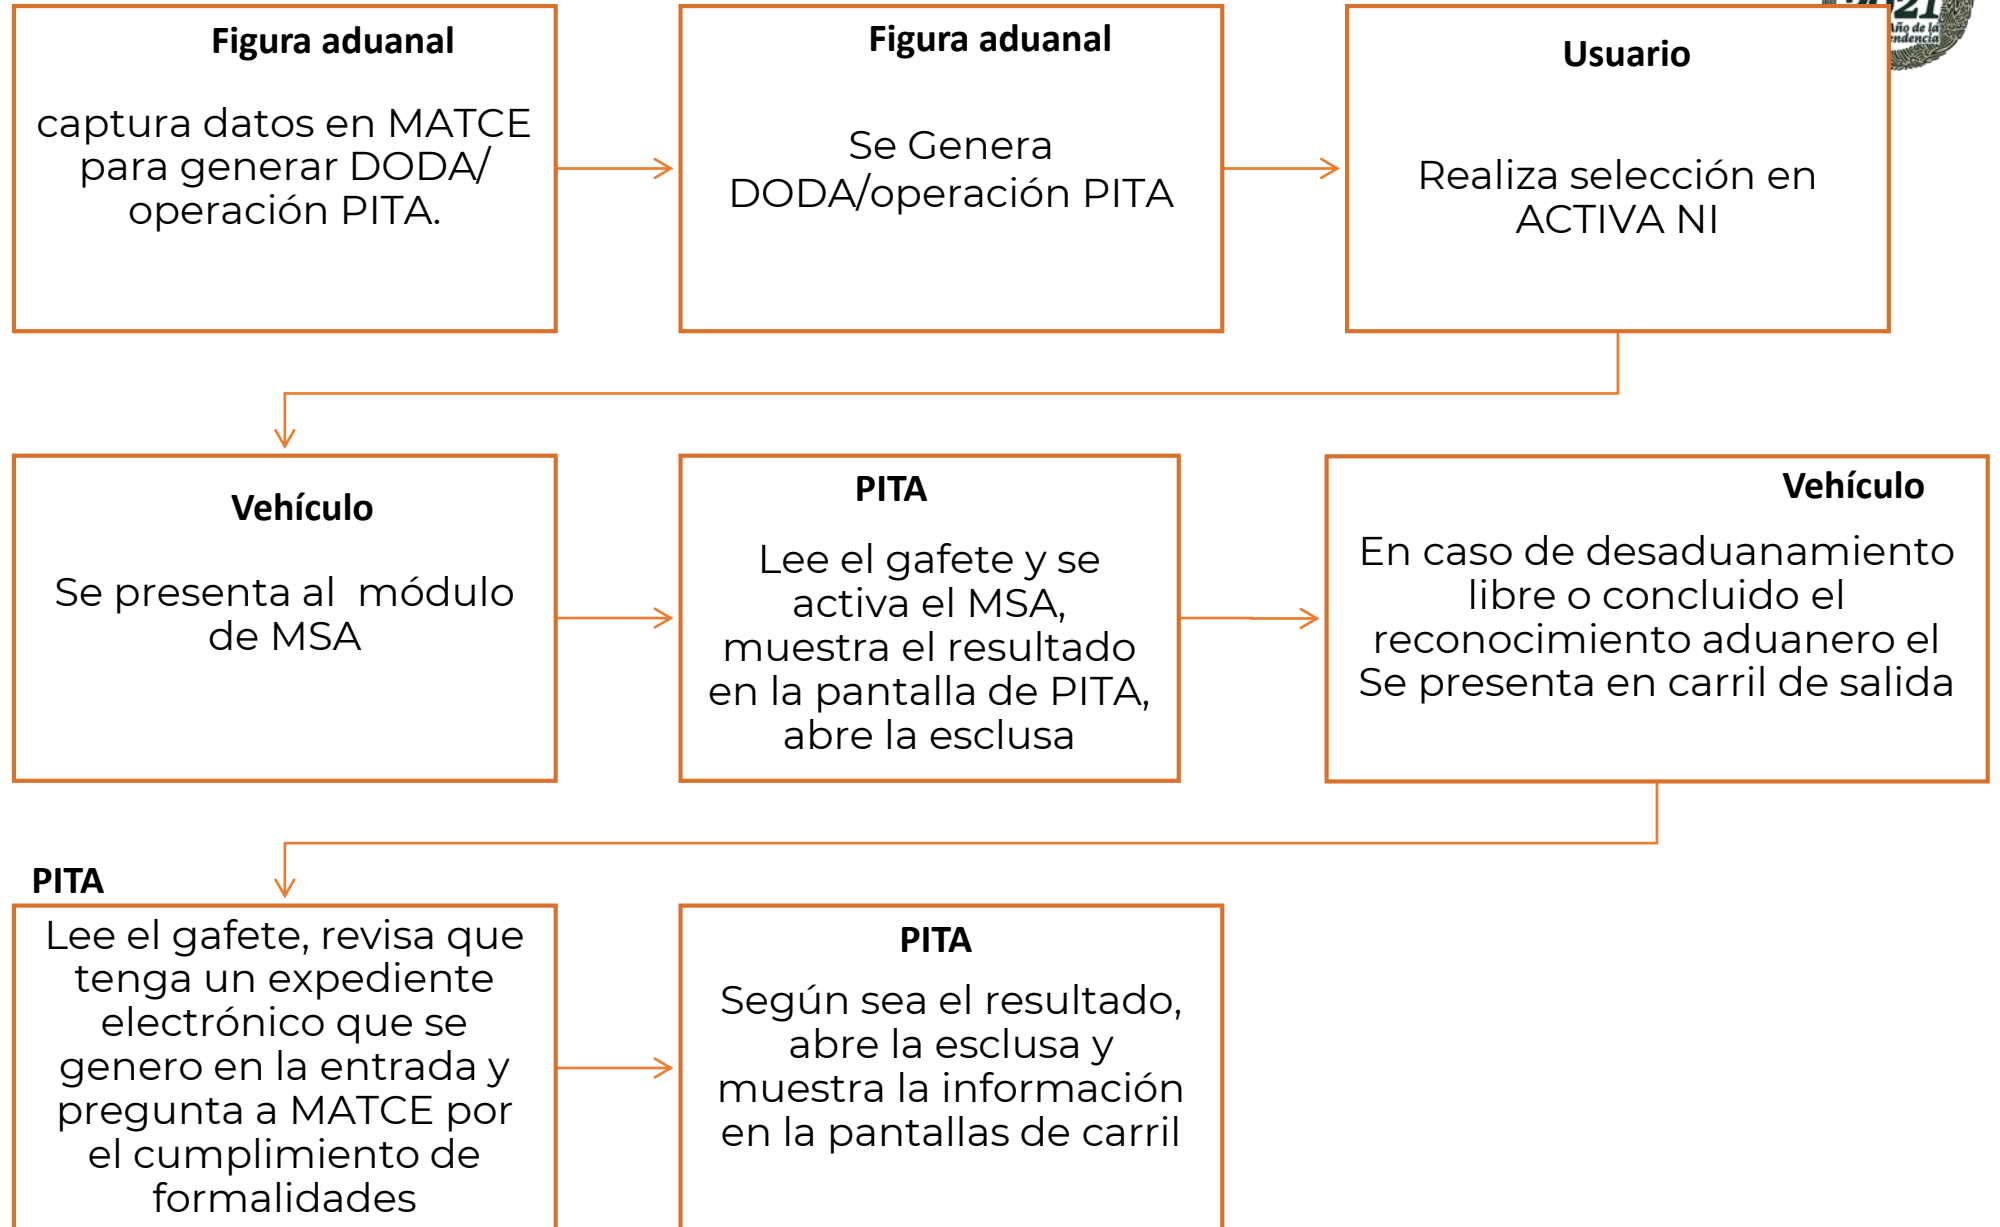 Figura aduanal
captura datos en MATCE
para generar DODA/
operación PITA.
Figura aduanal
Se Genera
DODA/operación PITA
Usuario
Realiza selección en
ACTIVA NI
2021
Año de la
Vehículo
Se presenta al  módulo
de MSA
PITA
Lee el gafete y se
activa el MSA,
muestra el resultado
en la pantalla de PITA,
abre la esclusa
Vehículo
En caso de desaduanamiento
libre o concluido el
reconocimiento aduanero el
Se presenta en carril de salida
PITA
Lee el gafete, revisa que
tenga un expediente
electrónico que se
genero en la entrada y
pregunta a MATCE por
el cumplimiento de
formalidades
PITA
Según sea el resultado,
abre la esclusa y
muestra la información
en la pantallas de carril